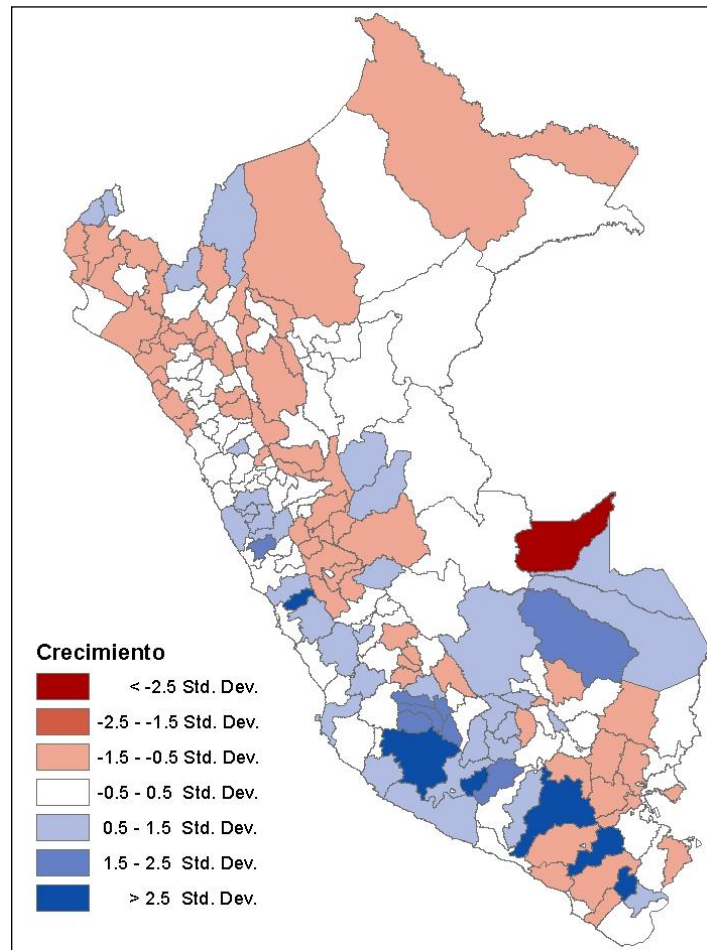 Crecimiento
< -2.5 Std. Dev.
-2.5 - -1.5 Std. Dev.
-1.5 - -0.5 Std. Dev.
-0.5 - 0.5 Std. Dev.
0.5 - 1.5 Std. Dev.
1.5 - 2.5 Std. Dev.
> 2.5 Std. Dev.